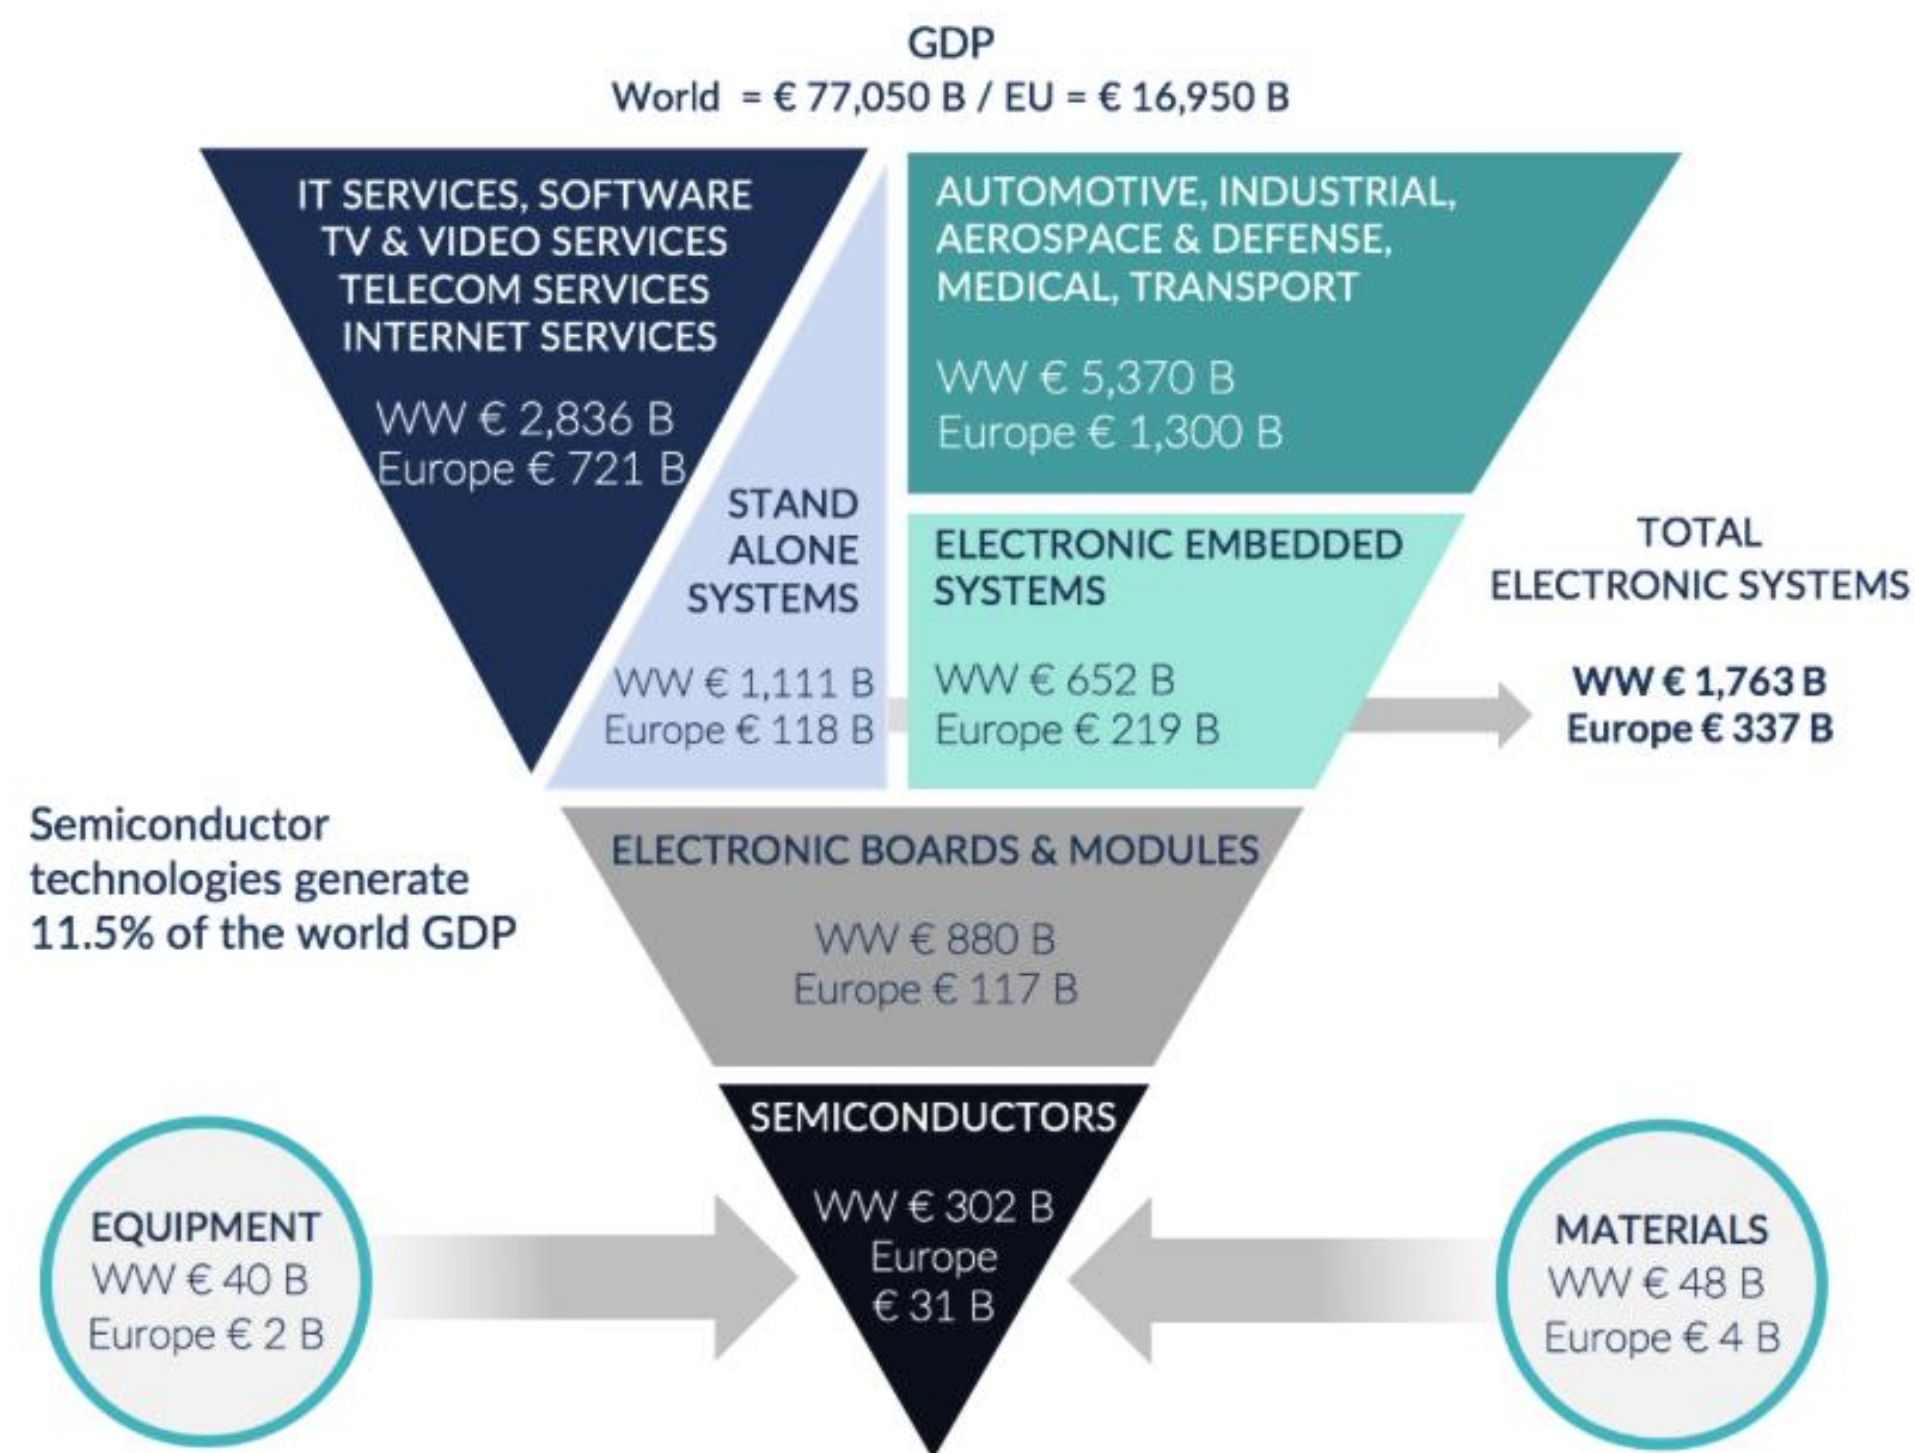 GDP
World = € 77,050 B / EU = € 16,950 B
IT SERVICES, SOFTWARE
TV & VIDEO SERVICES
TELECOM SERVICES
INTERNET SERVICES
WW € 2,836 B
Europe € 721 B
AUTOMOTIVE, INDUSTRIAL,
AEROSPACE & DEFENSE,
MEDICAL, TRANSPORT
WW € 5,370 B
Europe € 1,300 B
STAND
ALONE
SYSTEMS
WW € 1,111 B
Europe € 118 B
ELECTRONIC EMBEDDED
SYSTEMS
WW € 652 B
Europe € 219 B
TOTAL
ELECTRONIC SYSTEMS
WW € 1,763 B
Europe € 337 B
Semiconductor
technologies generate
11.5% of the world GDP
ELECTRONIC BOARDS & MODULES
WW € 880 B
Europe € 117 B
SEMICONDUCTORS
WW € 302 B
Europe
€ 31 B
EQUIPMENT
WW € 40 B
Europe € 2 B
MATERIALS
WW € 48 B
Europe € 4 B